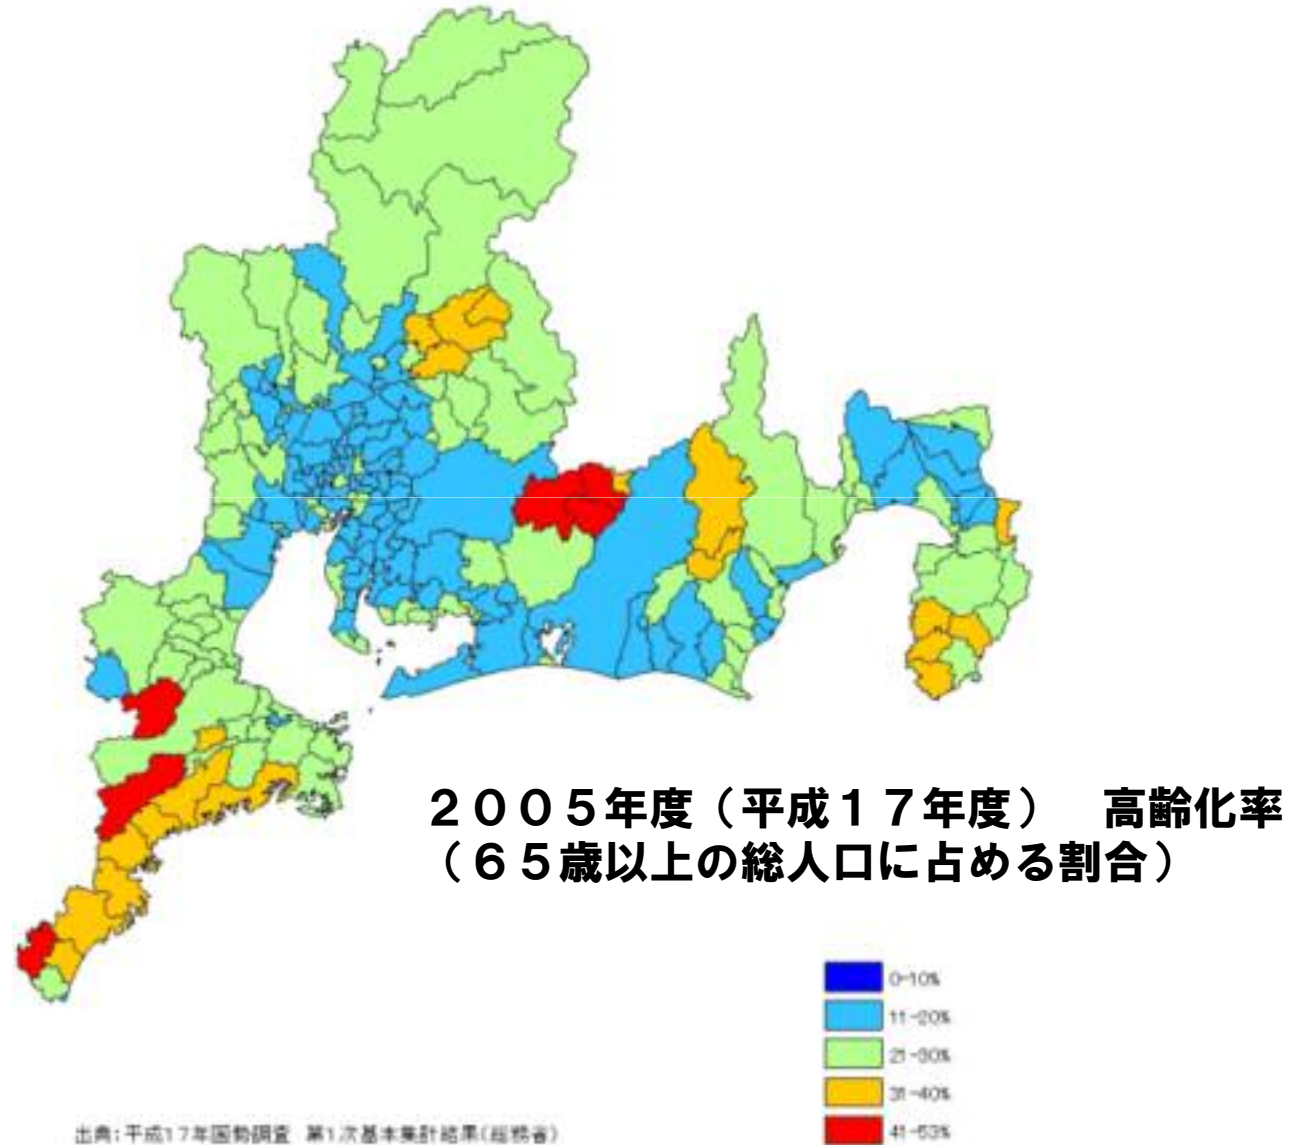 ２００５年度（平成１７年度）　高齢化率
（６５歳以上の総人口に占める割合）
0-10%
11-20%
21-30%
31-40%
41-53%
出典:平成17年国勢調査 第1次基本集計結果(総務省)